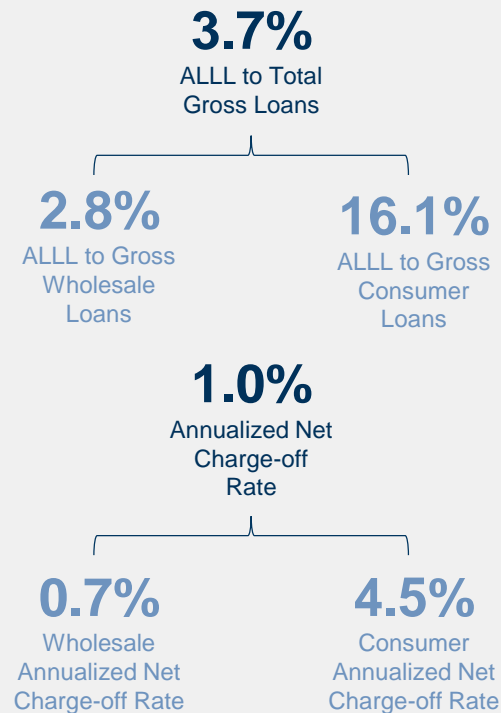 3.7%
ALLL to Total
Gross Loans
2.8%
ALLL to Gross
Wholesale
Loans
16.1%
ALLL to Gross
Consumer
Loans
1.0%
Annualized Net
Charge-off
Rate
0.7%
Wholesale
Annualized Net
Charge-off Rate
4.5%
Consumer
Annualized Net
Charge-off Rate